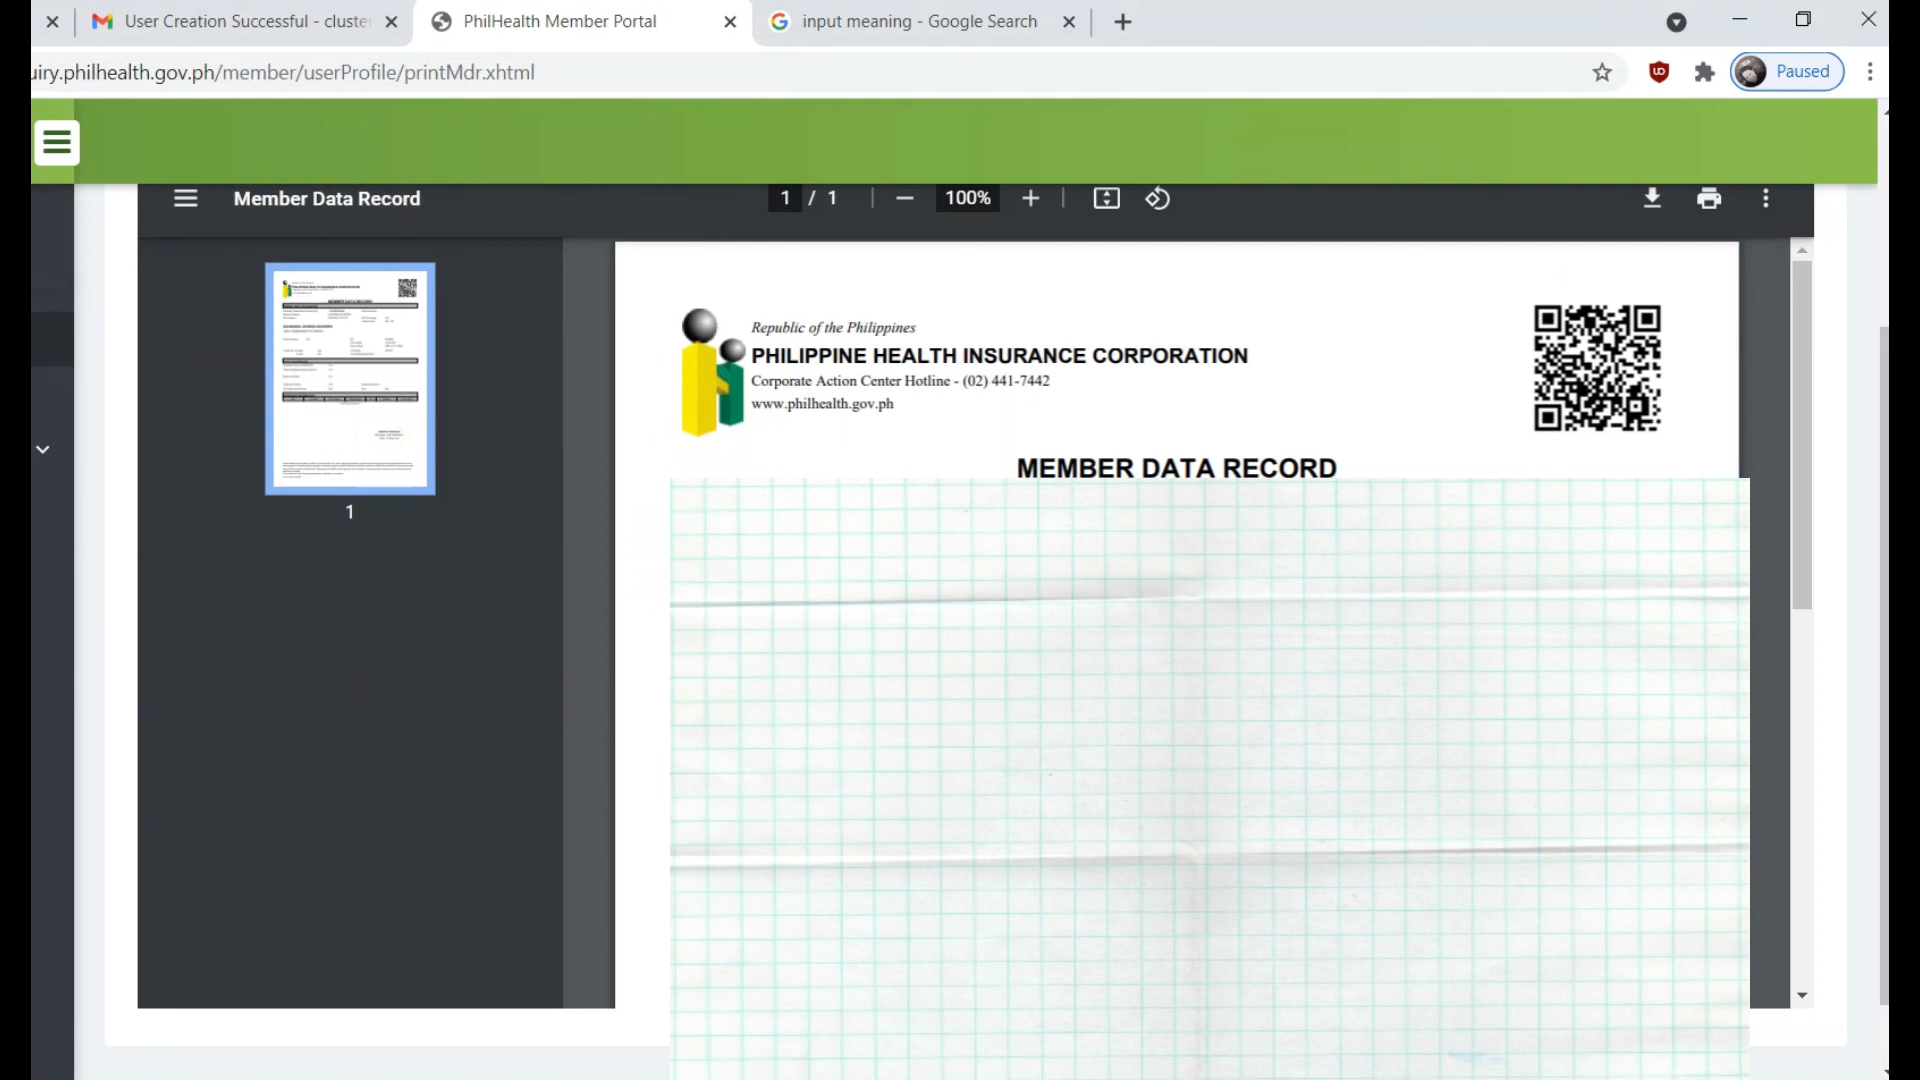 User Creation Successful - cluste
PhilHealth Member Portal
input meaning - Google Search
uiry.philhealth.gov.ph/member/userProfile/printMdr.xhtml
Paused
Member Data Record
1 / 1
100%
Republic of the Philippines
PHILIPPINE HEALTH INSURANCE CORPORATION
Corporate Action Center Hotline - (02) 441-7442
www.philhealth.gov.ph
MEMBER DATA RECORD
1